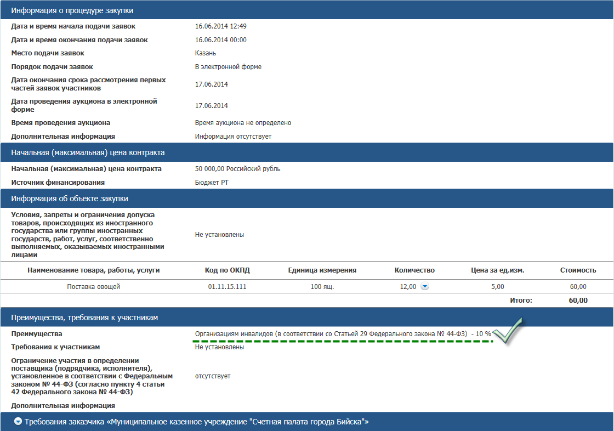 Информация о процедуре закупки
Дата и время начала подачи заявок 16.06.2014 12:49
Дата и время окончания подачи заявок 16.06.2014 00:00
Место подачи заявок Казань
Порядок подачи заявок В электронной форме
Дата окончания срока рассмотрения первых
частей заявок участников 17.06.2014
Дата проведения аукциона в электронной
форме 17.06.2014
Время проведения аукциона Время аукциона не определено
Дополнительная информация Информация отсутствует
Начальная (максимальная) цена контракта
Начальная (максимальная) цена контракта 50 000,00 Российский рубль
Источник финансирования Бюджет РТ
Информация об объекте закупки
Условия, запреты и ограничения допуска
товаров, происходящих из иностранного
государства или группы иностранных
государств, работ, услуг, соответственно
выполняемых, оказываемых иностранными
лицами Не установлены
Наименование товара, работы, услуги Код по ОКПД Единица измерения Количество Цена за ед.изм. Стоимость
Поставка овощей 01.11.15.111 100 ящ. 12,00 5,00 60,00
Итого: 60,00
Преимущества, требования к участникам
Преимущества Организациям инвалидов (в соответствии со Статьей 29 Федерального закона № 44-ФЗ) - 10 %
Требования к участникам Не установлены
Ограничение участия в определении
поставщика (подрядчика, исполнителя),
установленное в соответствии с Федеральным
законом № 44-ФЗ (согласно пункту 4 статьи
42 Федерального закона № 44-ФЗ) отсутствует
Дополнительная информация
Требования заказчика «Муниципальное казенное учреждение "Счетная палата города Бийска"»